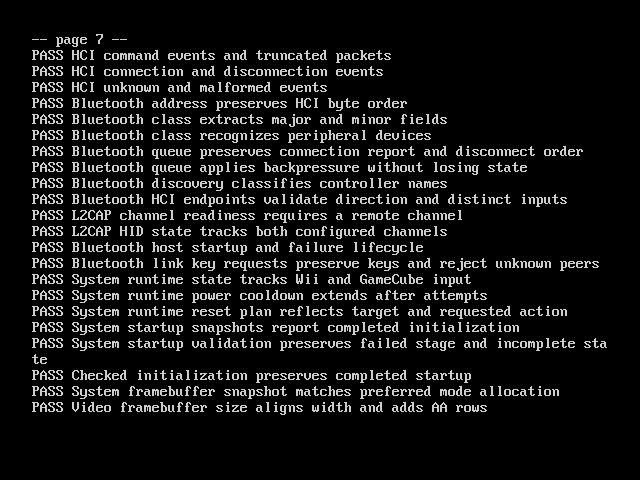 -- page 7 --
PASS HCI command events and truncated packets
PASS HCI connection and disconnection events
PASS HCI unknown and malformed events
PASS Bluetooth address preserves HCI byte order
PASS Bluetooth class extracts major and minor fields
PASS Bluetooth class recognizes peripheral devices
PASS Bluetooth queue preserves connection report and disconnect order
PASS Bluetooth queue applies backpressure without losing state
PASS Bluetooth discovery classifies controller names
PASS Bluetooth HCI endpoints validate direction and distinct inputs
PASS L2CAP channel readiness requires a remote channel
PASS L2CAP HID state tracks both configured channels
PASS Bluetooth host startup and failure lifecycle
PASS Bluetooth link key requests preserve keys and reject unknown peers
PASS System runtime state tracks Wii and GameCube input
PASS System runtime power cooldown extends after attempts
PASS System runtime reset plan reflects target and requested action
PASS System startup snapshots report completed initialization
PASS System startup validation preserves failed stage and incomplete sta
te
PASS Checked initialization preserves completed startup
PASS System framebuffer snapshot matches preferred mode allocation
PASS Video framebuffer size aligns width and adds AA rows